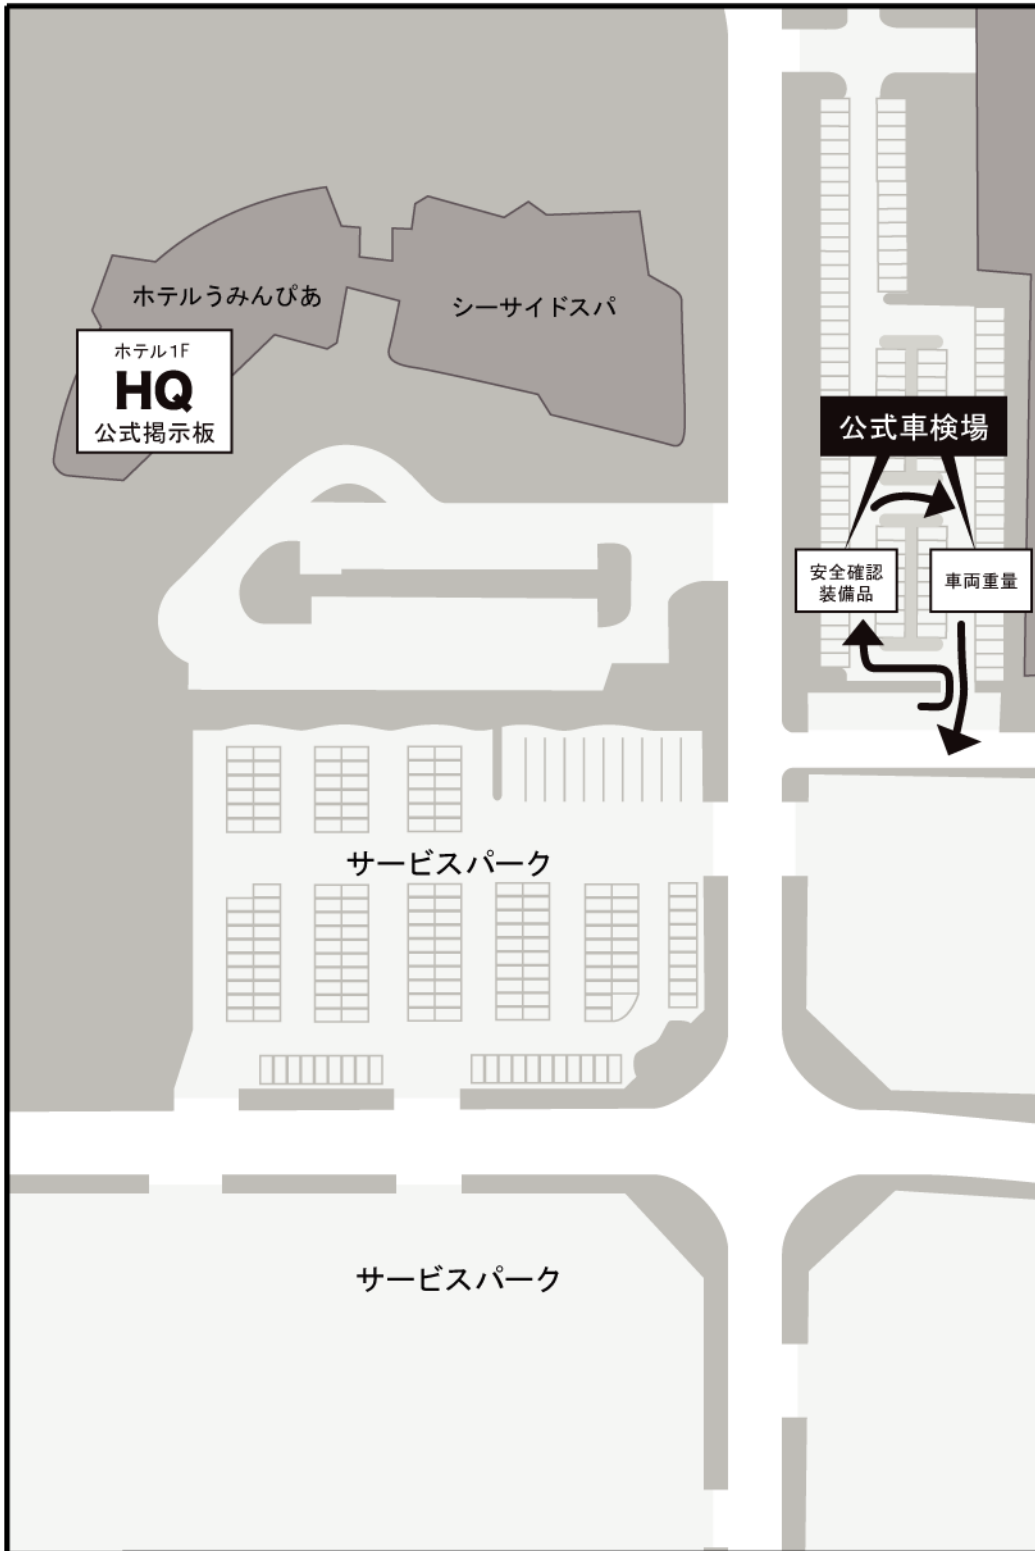 ホテルうみんぴあ
シーサイドスパ
ホテル1F
HQ
公式掲示板
公式車検場
安全確認
装備品
車両重量
サービスパーク
サービスパーク